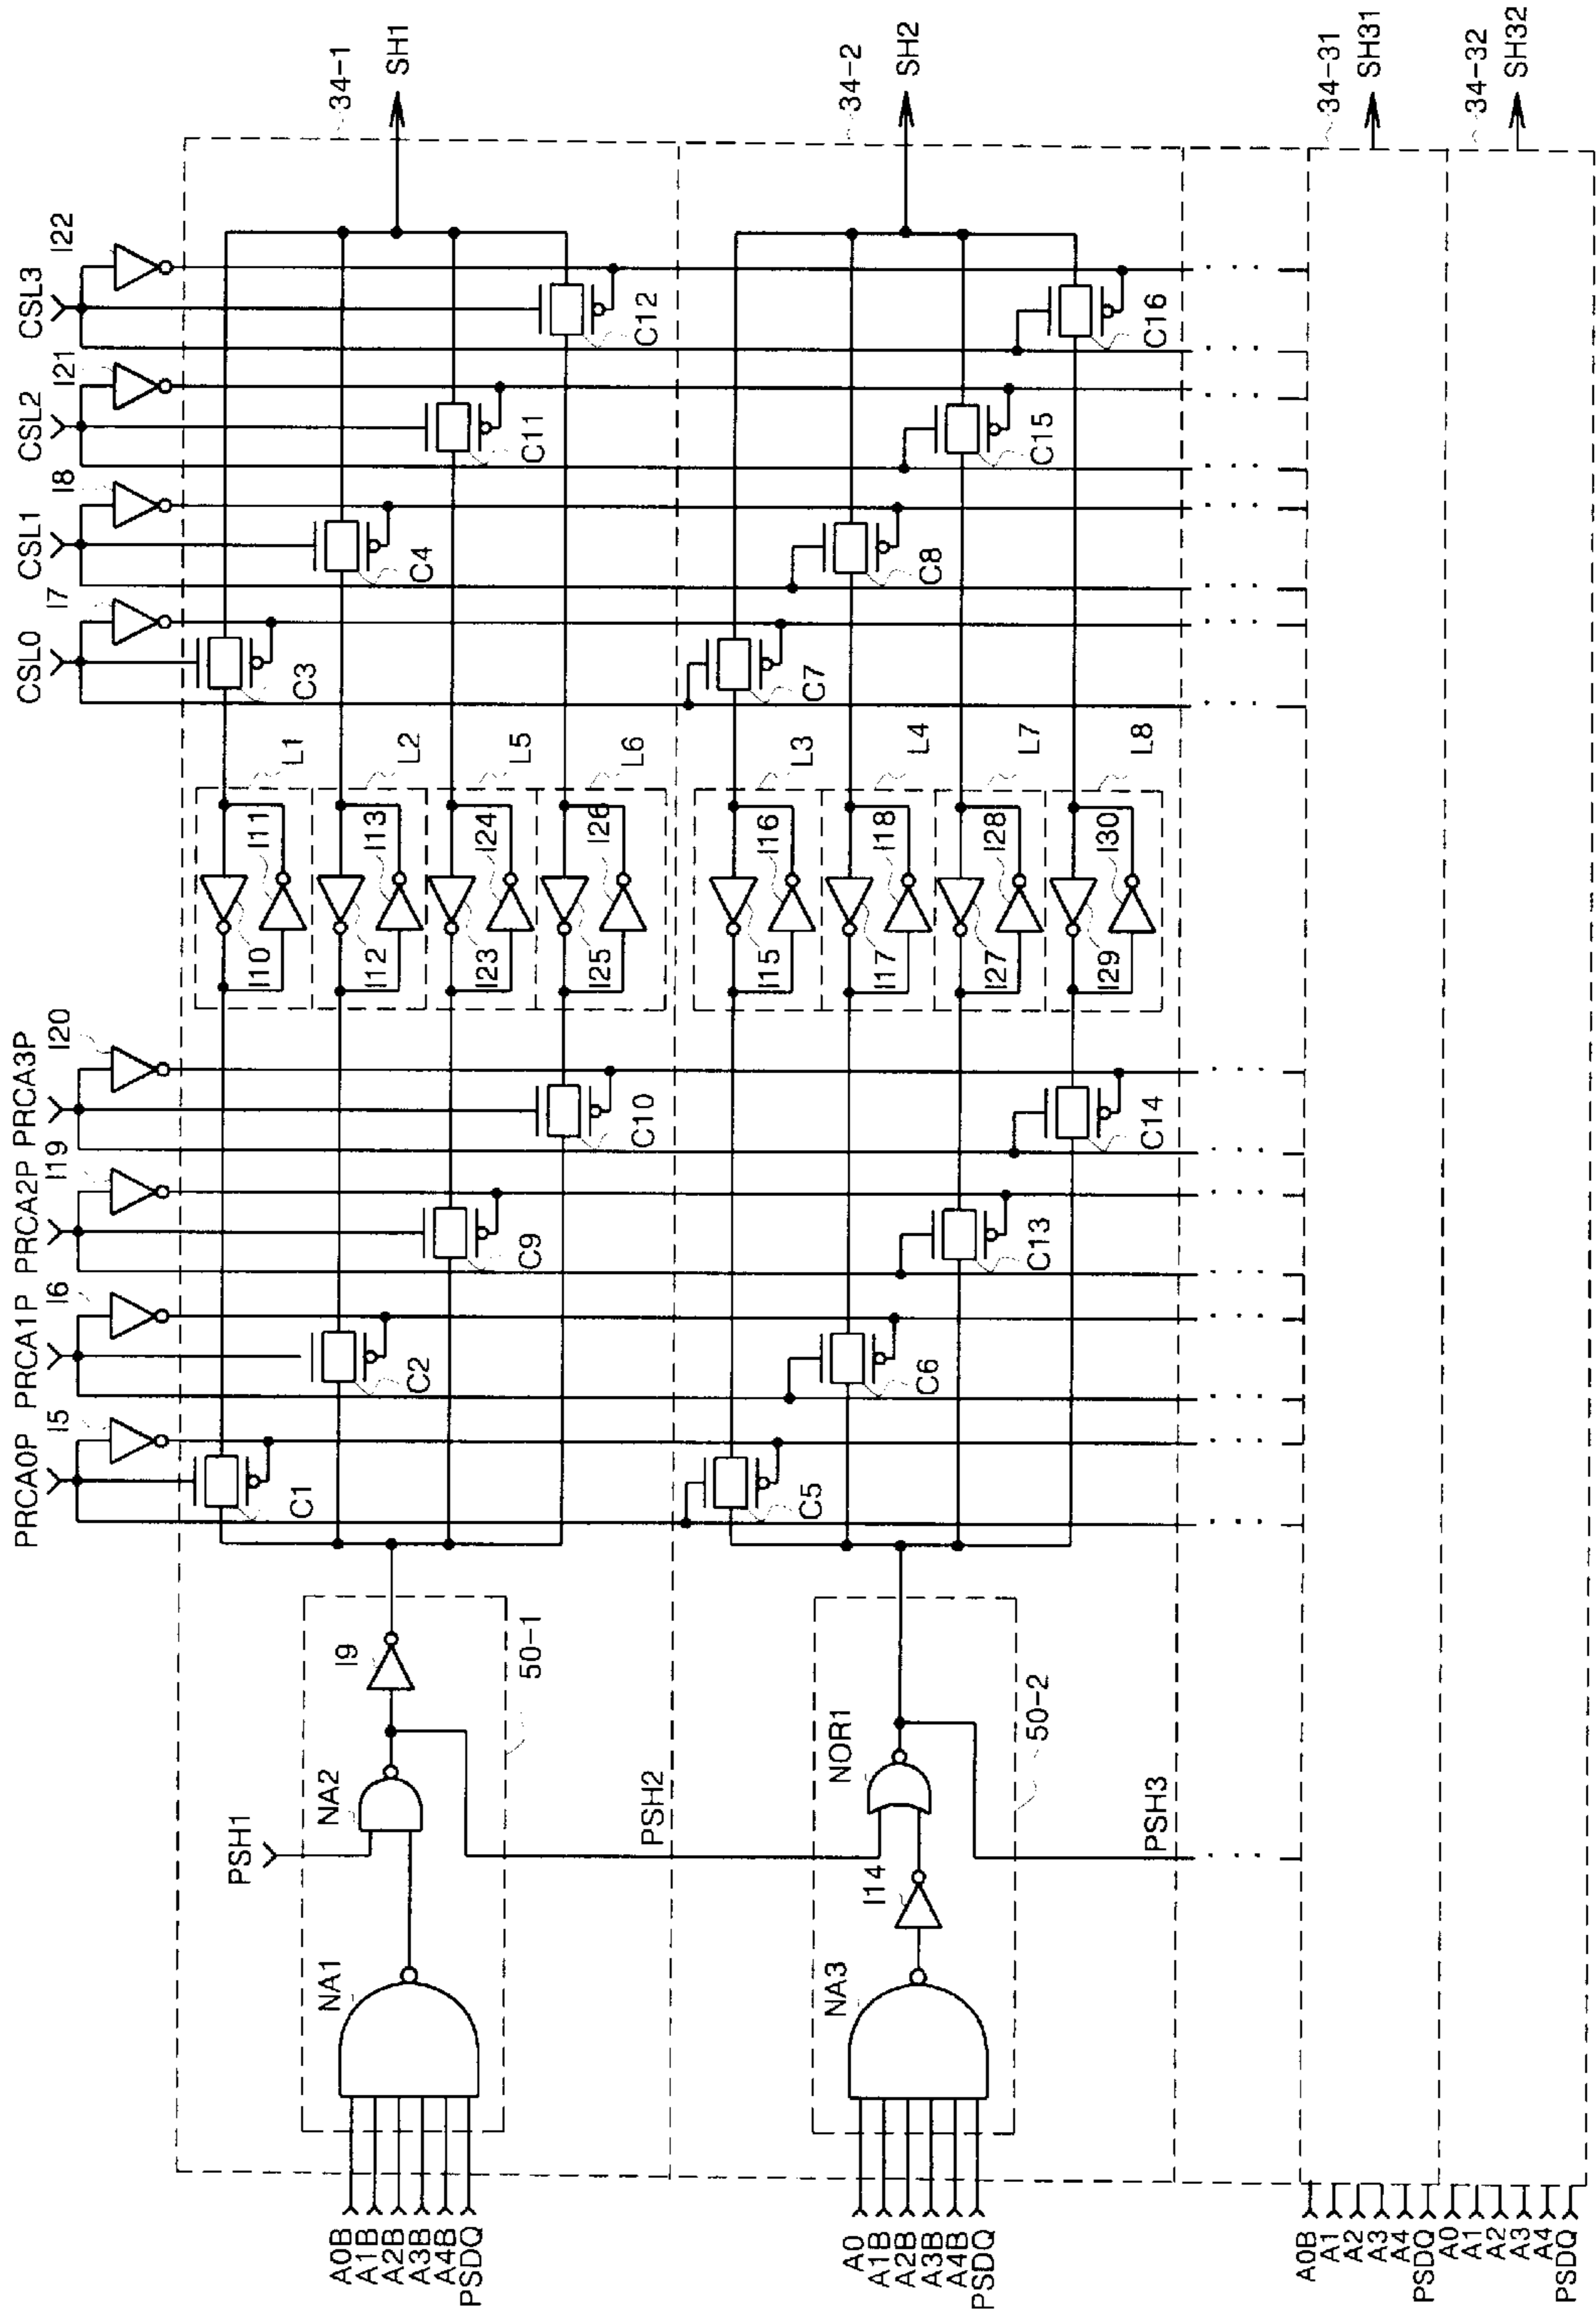 PRCA0P
I5
PRCA1P
I6
PRCA2P
I19
PRCA3P
I20
CSL0
I7
CSL1
I8
CSL2
I21
CSL3
I22
34-1
SH1
C1
C2
C9
C10
L1
I10
I11
L2
I12
I13
L5
I23
I24
L6
I25
I26
C3
C4
C11
C12
A0B
A1B
A2B
A3B
A4B
PSDQ
NA1
PSH1
NA2
I9
50-1
PSH2
34-2
SH2
C5
C6
C13
C14
L3
I15
I16
L4
I17
I18
L7
I27
I28
L8
I29
I30
C7
C8
C15
C16
A0
A1B
A2B
A3B
A4B
PSDQ
NA3
I14
NOR1
50-2
PSH3
34-31
SH31
A0B
A1
A2
A3
A4
PSDQ
34-32
SH32
A0
A1
A2
A3
A4
PSDQ